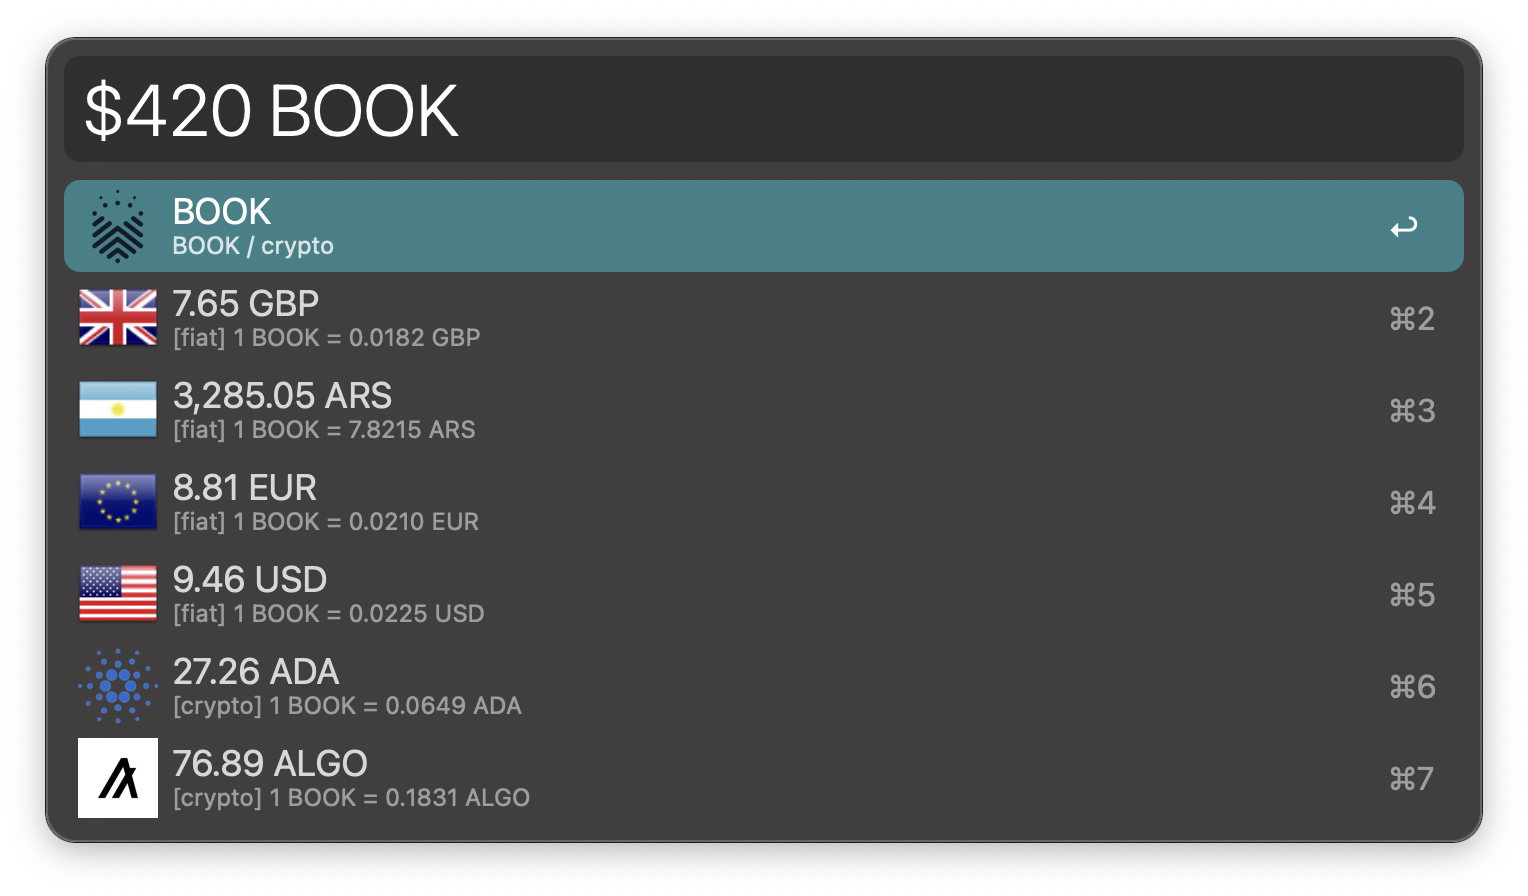 $420 BOOK
BOOK
BOOK / crypto
7.65 GBP
[fiat] 1 BOOK = 0.0182 GBP
⌘2
3,285.05 ARS
[fiat] 1 BOOK = 7.8215 ARS
⌘3
8.81 EUR
[fiat] 1 BOOK = 0.0210 EUR
⌘4
9.46 USD
[fiat] 1 BOOK = 0.0225 USD
⌘5
27.26 ADA
[crypto] 1 BOOK = 0.0649 ADA
⌘6
76.89 ALGO
[crypto] 1 BOOK = 0.1831 ALGO
⌘7